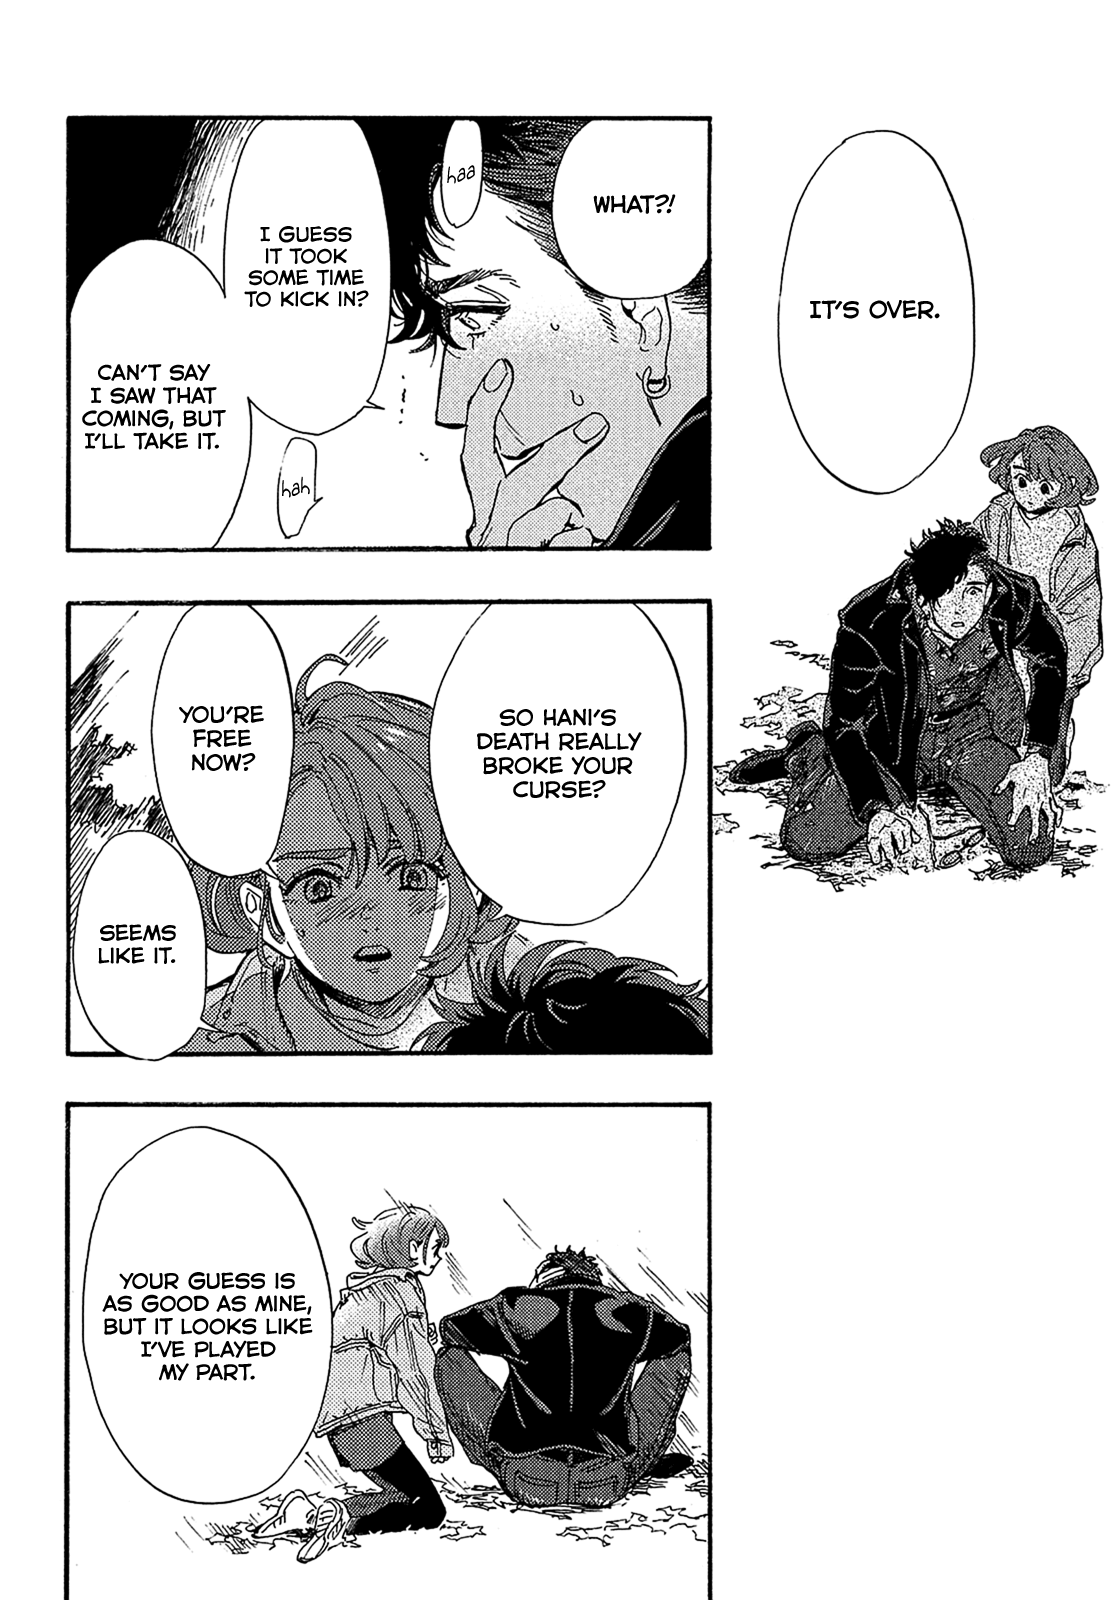 IT'S OVER.
WHAT?!
haa
I GUESS
IT TOOK
SOME TIME
TO KICK IN?
CAN'T SAY
I SAW THAT
COMING, BUT
I'LL TAKE IT.
hah
SO HANI'S
DEATH REALLY
BROKE YOUR
CURSE?
YOU'RE
FREE
NOW?
SEEMS
LIKE IT.
YOUR GUESS IS
AS GOOD AS MINE,
BUT IT LOOKS LIKE
I'VE PLAYED
MY PART.